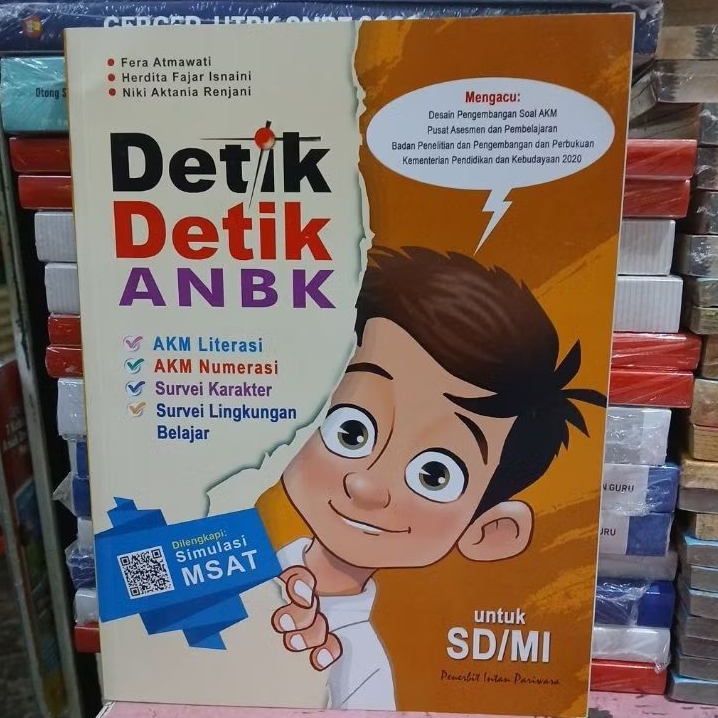 Fera Atmawati
Herdita Fajar Isnaini
Niki Aktania Renjani
Detik
Detik
ANBK
AKM Literasi
AKM Numerasi
Survei Karakter
Survei Lingkungan
Belajar
Dilengkapi:
Simulasi
MSAT
Mengacu:
Desain Pengembangan Soal AKM
Pusat Asesmen dan Pembelajaran
Badan Penelitian dan Pengembangan dan Perbukuan
Kementerian Pendidikan dan Kebudayaan 2020
untuk
SD/MI
Penerbit Intan Pariwara
Otong
GURU